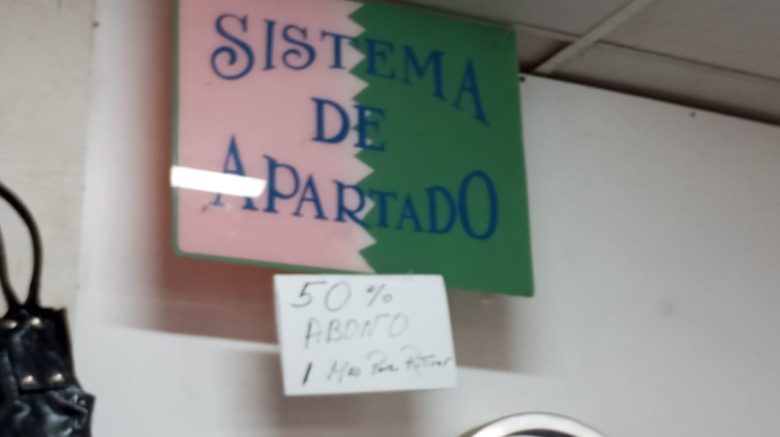 SISTEMA
DE
APARTADO
50 %
ABONO
1 Mes Para Retirar